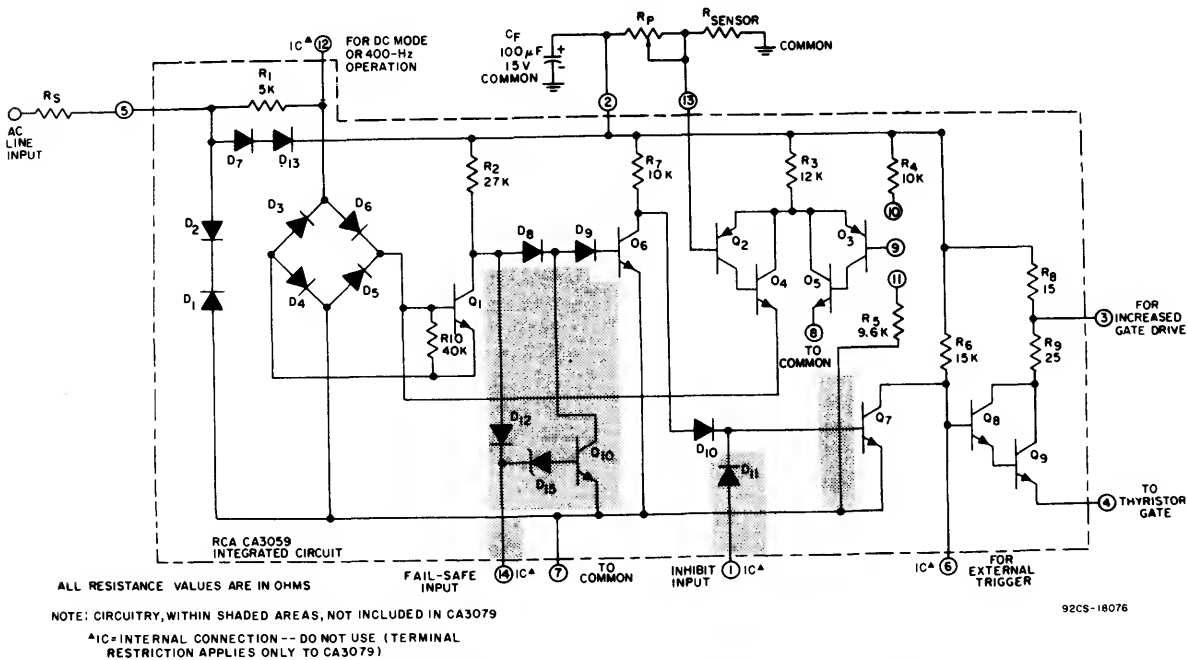 IC▲ 12
FOR DC MODE
OR 400-Hz
OPERATION
CF
100μF
15V
COMMON
+
-
RP
RSENSOR
COMMON
RS
5
AC
LINE
INPUT
R1
5K
2
13
D7
D13
R2
27K
R7
10K
R3
12K
R4
10K
10
D2
D1
D3
D6
D4
D5
D8
D9
Q6
Q2
Q4
Q3
Q5
9
11
8
TO
COMMON
R5
9.6K
R8
15
3
FOR
INCREASED
GATE DRIVE
R9
25
R6
15K
Q1
R10
40K
D12
D15
Q10
D10
D11
Q7
Q8
Q9
4
TO
THYRISTOR
GATE
RCA CA3059
INTEGRATED CIRCUIT
FAIL-SAFE
INPUT
14 IC▲
7
TO
COMMON
INHIBIT
INPUT
1 IC▲
IC▲ 6
FOR
EXTERNAL
TRIGGER
ALL RESISTANCE VALUES ARE IN OHMS
NOTE: CIRCUITRY, WITHIN SHADED AREAS, NOT INCLUDED IN CA3079
▲IC=INTERNAL CONNECTION -- DO NOT USE (TERMINAL
RESTRICTION APPLIES ONLY TO CA3079)
92CS-18076